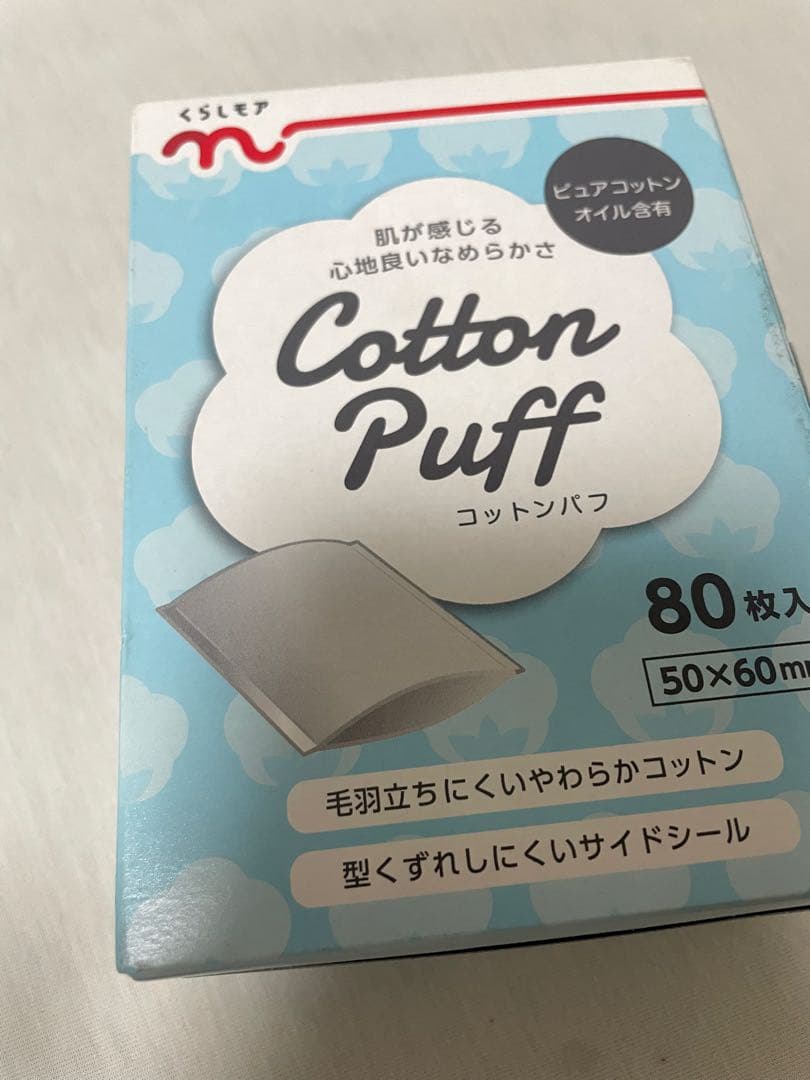 くらしモア
ピュアコットン
オイル含有
肌が感じる
心地良いなめらかさ
Cotton
Puff
コットンパフ
80枚入
50×60mm
毛羽立ちにくいやわらかコットン
型くずれしにくいサイドシール